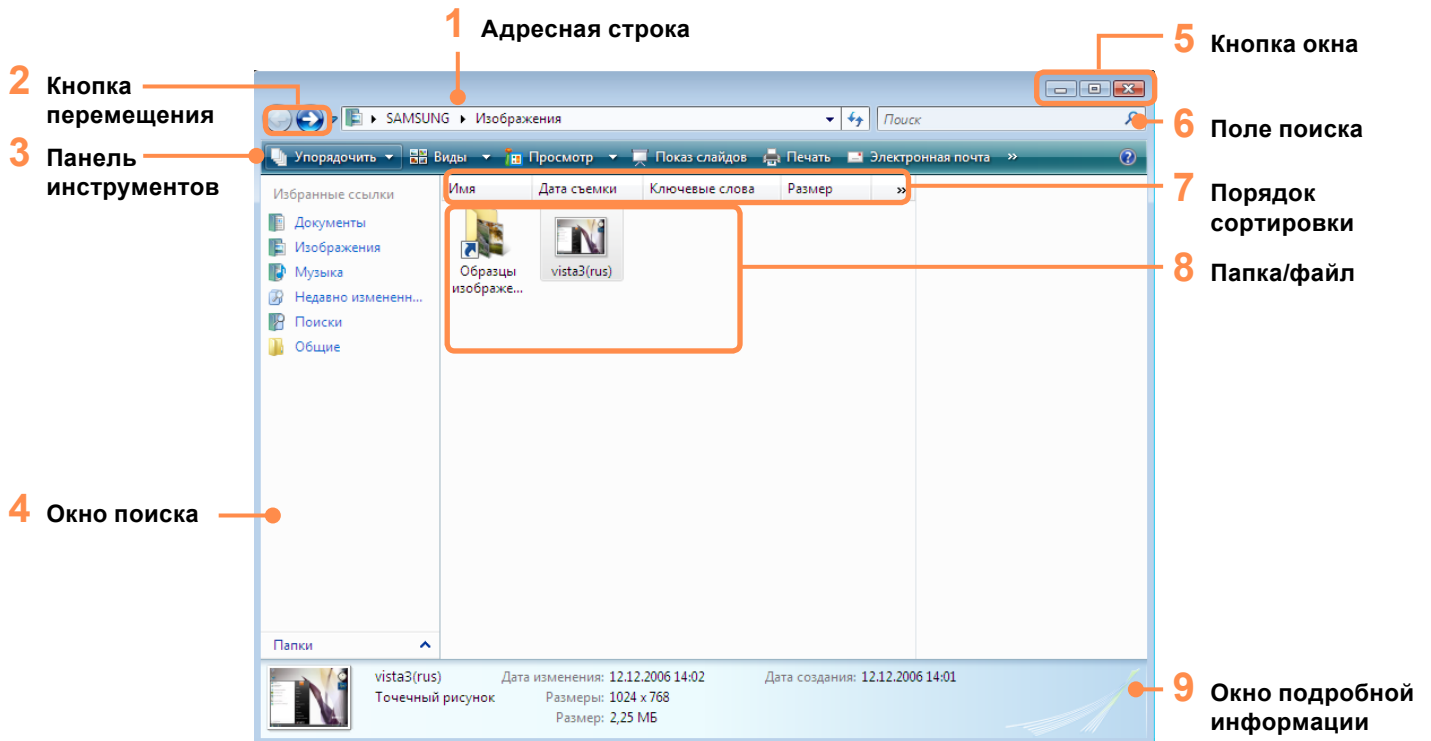 1 Адресная строка
5 Кнопка окна
2 Кнопка
перемещения
SAMSUNG Изображения
Поиск
6 Поле поиска
3 Панель
инструментов
Упорядочить Виды Просмотр Показ слайдов Печать Электронная почта »
Избранные ссылки
Документы
Изображения
Музыка
Недавно измененн...
Поиски
Общие
Имя Дата съемки Ключевые слова Размер »
7 Порядок
сортировки
Образцы
изображе...
vista3(rus)
8 Папка/файл
4 Окно поиска
Папки
vista3(rus) Дата изменения: 12.12.2006 14:02 Дата создания: 12.12.2006 14:01
Точечный рисунок Размеры: 1024 x 768
Размер: 2,25 МБ
9 Окно подробной
информации